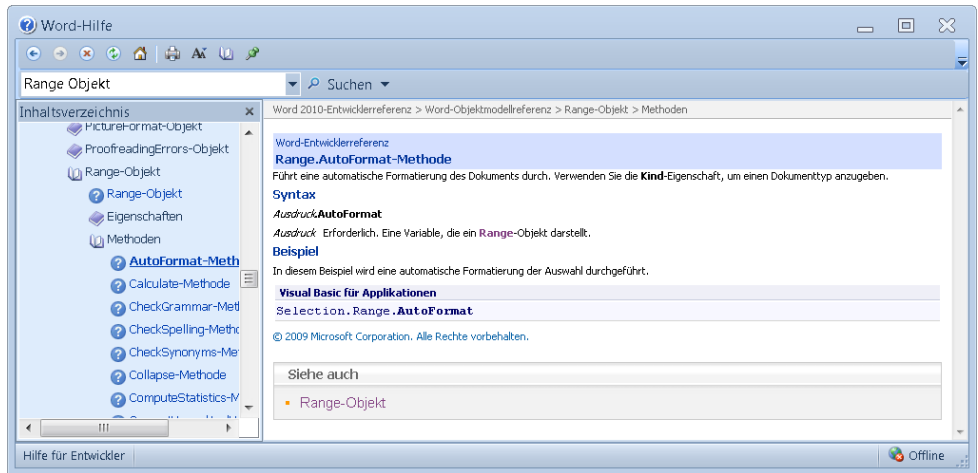 Word-Hilfe
Range Objekt
Suchen
Inhaltsverzeichnis
PictureFormat-Objekt
ProofreadingErrors-Objekt
Range-Objekt
Range-Objekt
Eigenschaften
Methoden
AutoFormat-Meth
Calculate-Methode
CheckGrammar-Met
CheckSpelling-Metho
CheckSynonyms-Me
Collapse-Methode
ComputeStatistics-M
Word 2010-Entwicklerreferenz > Word-Objektmodellreferenz > Range-Objekt > Methoden
Word-Entwicklerreferenz
Range.AutoFormat-Methode
Führt eine automatische Formatierung des Dokuments durch. Verwenden Sie die Kind-Eigenschaft, um einen Dokumenttyp anzugeben.
Syntax
Ausdruck.AutoFormat
Ausdruck Erforderlich. Eine Variable, die ein Range-Objekt darstellt.
Beispiel
In diesem Beispiel wird eine automatische Formatierung der Auswahl durchgeführt.
Visual Basic für Applikationen
Selection.Range.AutoFormat
© 2009 Microsoft Corporation. Alle Rechte vorbehalten.
Siehe auch
Range-Objekt
Hilfe für Entwickler
Offline